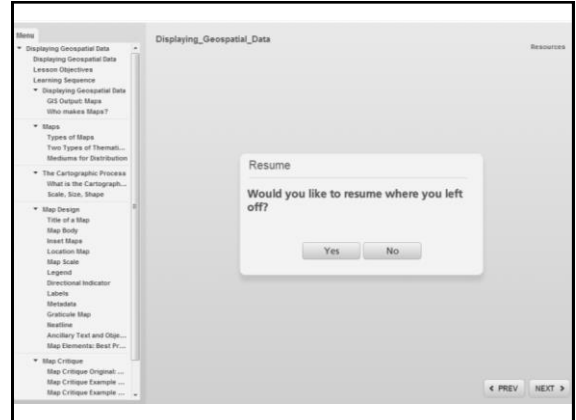 Menu
Displaying Geospatial Data
Displaying Geospatial Data
Lesson Objectives
Learning Sequence
Displaying Geospatial Data
GIS Output: Maps
Who makes Maps?
Maps
Types of Maps
Two Types of Themati...
Mediums for Distribution
The Cartographic Process
What is the Cartograph...
Scale, Size, Shape
Map Design
Title of a Map
Map Body
Inset Maps
Location Map
Map Scale
Legend
Directional Indicator
Labels
Metadata
Graticule Map
Neatline
Ancillary Text and Obje...
Map Elements: Best Pr...
Map Critique
Map Critique Original: ...
Map Critique Example ...
Map Critique Example ...
Displaying_Geospatial_Data
Resources
Resume
Would you like to resume where you left
off?
Yes No
< PREV NEXT >